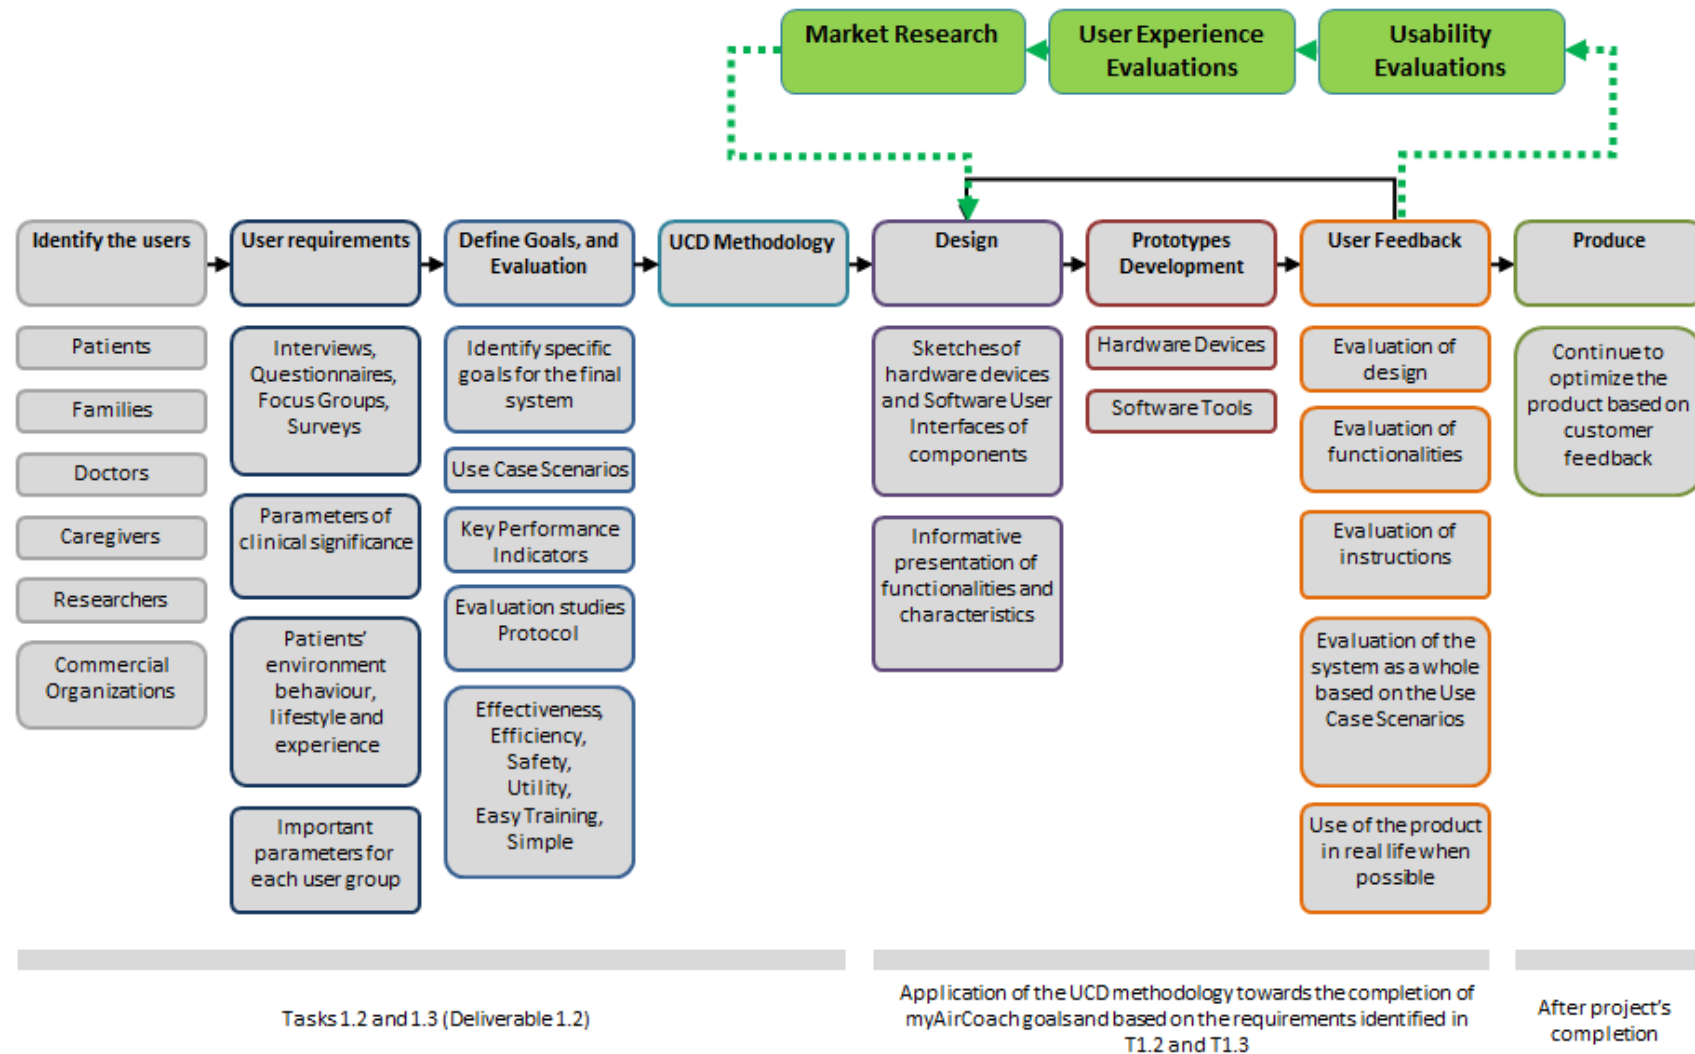 Market Research
User Experience
Evaluations
Usability
Evaluations
Identify the users
User requirements
Define Goals, and
Evaluation
UCD Methodology
Design
Prototypes
Development
User Feedback
Produce
Patients
Families
Doctors
Caregivers
Researchers
Commercial
Organizations
Interviews,
Questionnaires,
Focus Groups,
Surveys
Parameters of
clinical significance
Patients'
environment
behaviour,
lifestyle and
experience
Important
parameters for
each user group
Identify specific
goals for the final
system
Use Case Scenarios
Key Performance
Indicators
Evaluation studies
Protocol
Effectiveness,
Efficiency,
Safety,
Utility,
Easy Training,
Simple
Sketches of
hardware devices
and Software User
Interfaces of
components
Informative
presentation of
functionalities and
characteristics
Hardware Devices
Software Tools
Evaluation of
design
Evaluation of
functionalities
Evaluation of
instructions
Evaluation of the
system as a whole
based on the Use
Case Scenarios
Use of the product
in real life when
possible
Continue to
optimize the
product based on
customer
feedback
Tasks 1.2 and 1.3 (Deliverable 1.2)
Application of the UCD methodology towards the completion of
myAirCoach goals and based on the requirements identified in
T1.2 and T1.3
After project's
completion